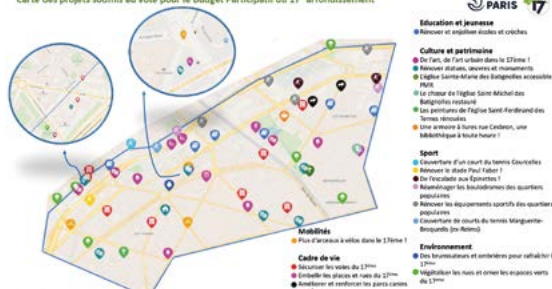 Carte des projets soumis au vote pour le Budget Participatif du 17e arrondissement
PARIS
17
Education et jeunesse
Rénover et enjoliver écoles et crèches
Culture et patrimoine
De l'art, de l'art urbain dans le 17ème !
Rénover statues, œuvres et monuments
L'église Sainte-Marie des Batignolles accessible
PMR
Le chœur de l'église Saint-Michel des
Batignolles restauré
Les peintures de l'église Saint-Ferdinand des
Ternes rénovées
Une armoire à livres rue Cesbron, une
bibliothèque à toute heure !
Sport
Couverture d'un court du tennis Courcelles
Rénover le stade Paul Faber !
De l'escalade aux Épinettes !
Réaménager les boulodromes des quartiers
populaires
Rénover les équipements sportifs des quartiers
populaires
Couverture de courts du tennis Marguerite-
Broquedis (ex-Reims)
Environnement
Des brumisateurs et ombrières pour rafraîchir le
17ème
Végétaliser les rues et orner les espaces verts
du 17ème
Mobilités
Plus d'arceaux à vélos dans le 17ème !
Cadre de vie
Sécuriser les voies du 17ème
Embellir les places et rues du 17ème
Améliorer et renforcer les parcs canins